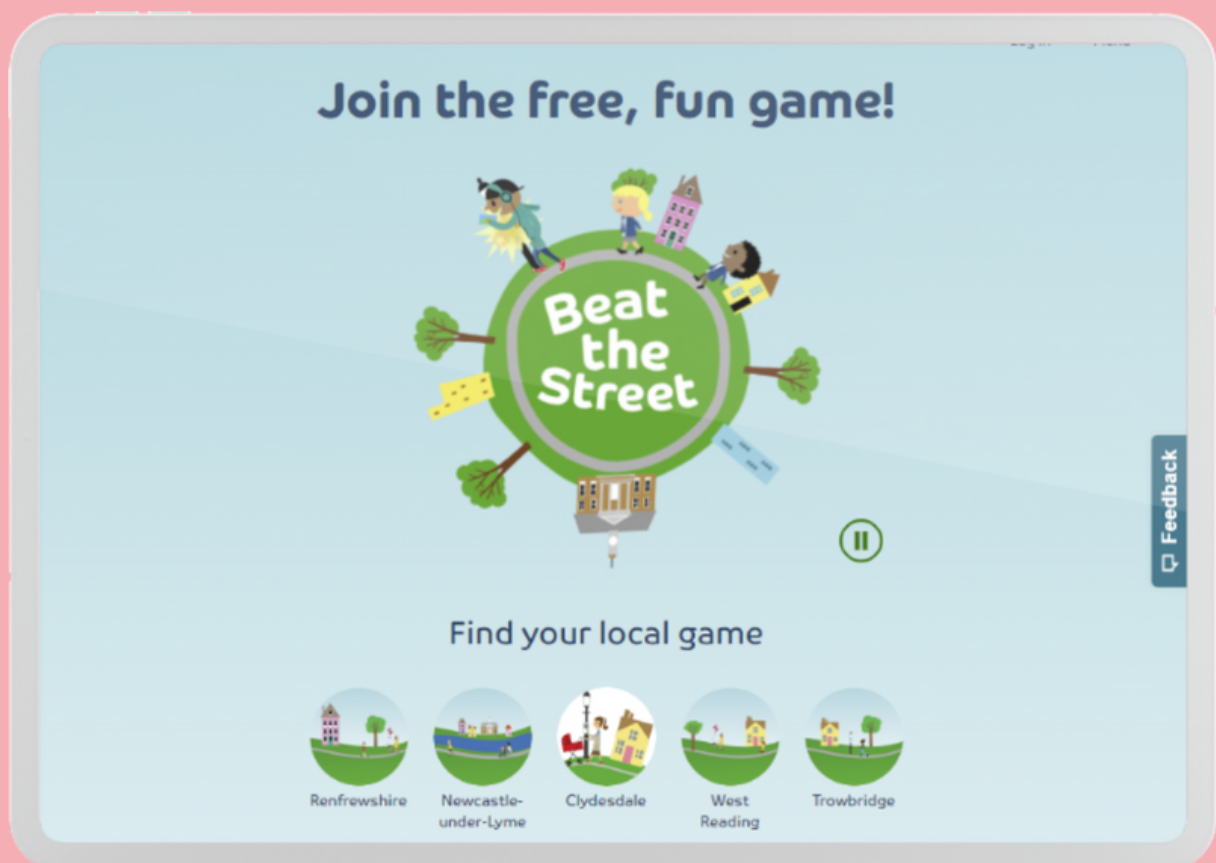 Join the free, fun game!
Beat
the
Street
Feedback
Find your local game
Renfrewshire
Newcastle-
under-Lyme
Clydesdale
West
Reading
Trowbridge